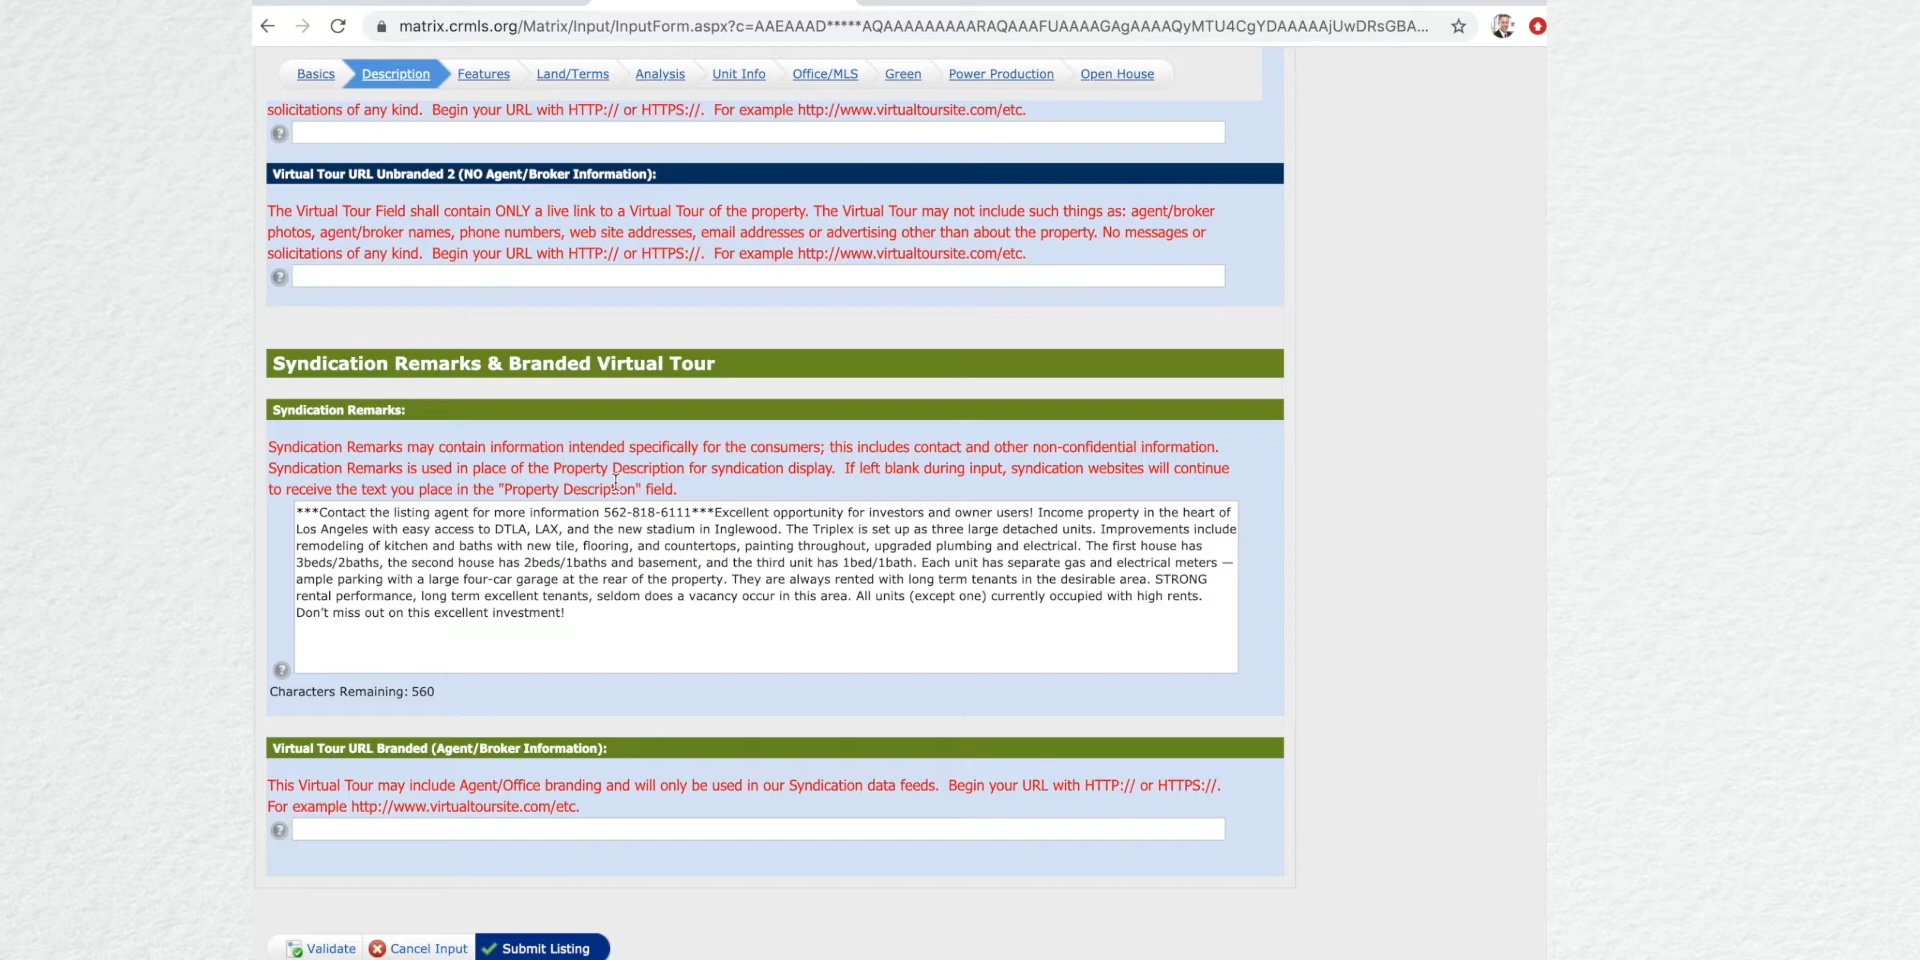 matrix.crmls.org/Matrix/Input/InputForm.aspx?c=AAEAAAD*****AQAAAAAAAAARAQAAAFUAAAAGAgAAAAQyMTU4CgYDAAAAAjUwDRsGBA...
Basics Description Features Land/Terms Analysis Unit Info Office/MLS Green Power Production Open House
solicitations of any kind. Begin your URL with HTTP:// or HTTPS://. For example http://www.virtualtoursite.com/etc.
?
Virtual Tour URL Unbranded 2 (NO Agent/Broker Information):
The Virtual Tour Field shall contain ONLY a live link to a Virtual Tour of the property. The Virtual Tour may not include such things as: agent/broker
photos, agent/broker names, phone numbers, web site addresses, email addresses or advertising other than about the property. No messages or
solicitations of any kind. Begin your URL with HTTP:// or HTTPS://. For example http://www.virtualtoursite.com/etc.
?
Syndication Remarks & Branded Virtual Tour
Syndication Remarks:
Syndication Remarks may contain information intended specifically for the consumers; this includes contact and other non-confidential information.
Syndication Remarks is used in place of the Property Description for syndication display. If left blank during input, syndication websites will continue
to receive the text you place in the "Property Description" field.
***Contact the listing agent for more information 562-818-6111***Excellent opportunity for investors and owner users! Income property in the heart of
Los Angeles with easy access to DTLA, LAX, and the new stadium in Inglewood. The Triplex is set up as three large detached units. Improvements include
remodeling of kitchen and baths with new tile, flooring, and countertops, painting throughout, upgraded plumbing and electrical. The first house has
3beds/2baths, the second house has 2beds/1baths and basement, and the third unit has 1bed/1bath. Each unit has separate gas and electrical meters —
ample parking with a large four-car garage at the rear of the property. They are always rented with long term tenants in the desirable area. STRONG
rental performance, long term excellent tenants, seldom does a vacancy occur in this area. All units (except one) currently occupied with high rents.
Don’t miss out on this excellent investment!
?
Characters Remaining: 560
Virtual Tour URL Branded (Agent/Broker Information):
This Virtual Tour may include Agent/Office branding and will only be used in our Syndication data feeds. Begin your URL with HTTP:// or HTTPS://.
For example http://www.virtualtoursite.com/etc.
?
Validate Cancel Input Submit Listing